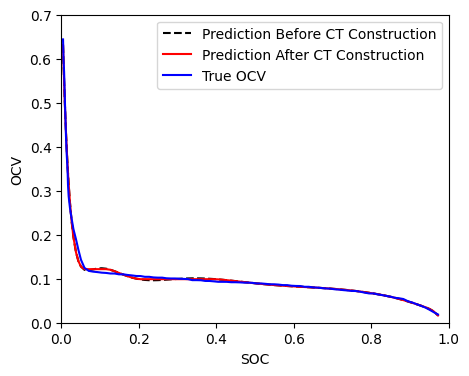 0.7
0.6
0.5
0.4
0.3
0.2
0.1
0.0
OCV
Prediction Before CT Construction
Prediction After CT Construction
True OCV
0.0 0.2 0.4 0.6 0.8 1.0
SOC